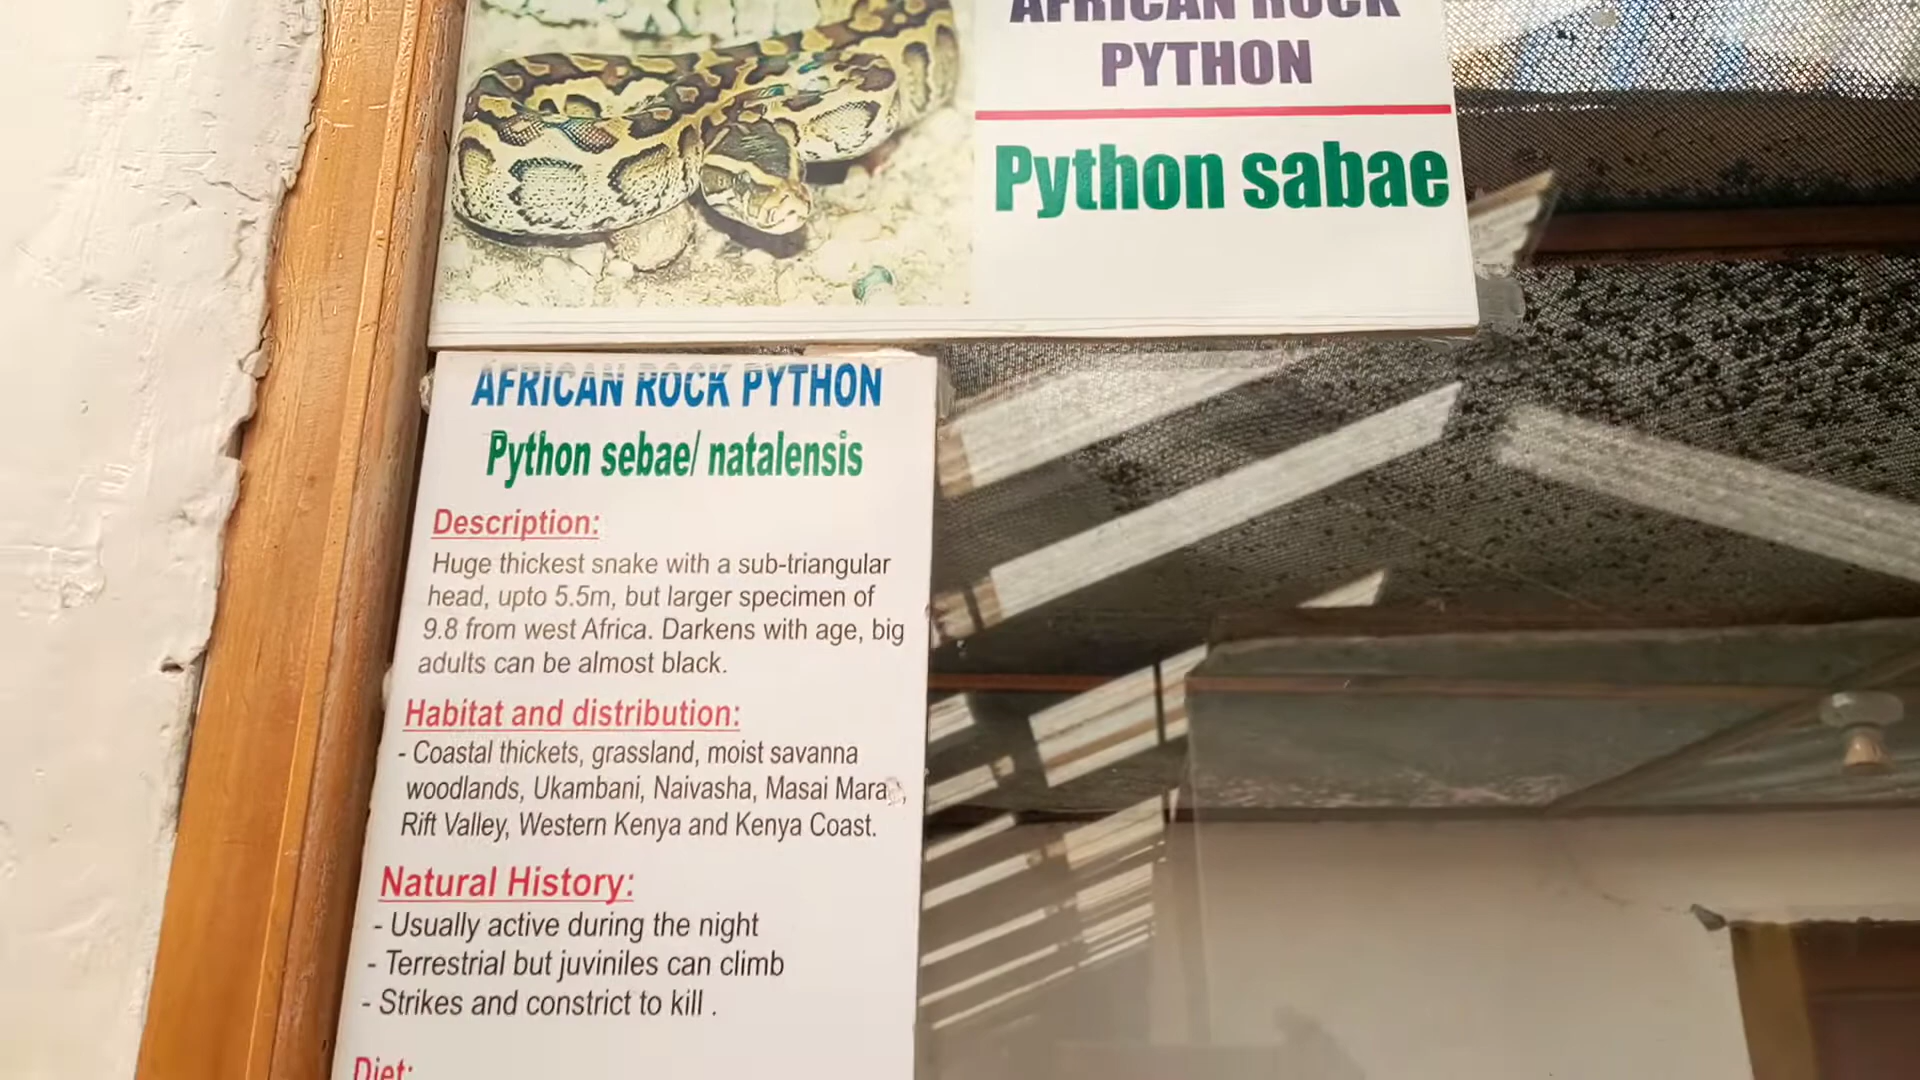 AFRICAN ROCK
PYTHON
Python sabae
AFRICAN ROCK PYTHON
Python sebae/ natalensis
Description:
Huge thickest snake with a sub-triangular
head, upto 5.5m, but larger specimen of
9.8 from west Africa. Darkens with age, big
adults can be almost black.
Habitat and distribution:
- Coastal thickets, grassland, moist savanna
woodlands, Ukambani, Naivasha, Masai Mara,
Rift Valley, Western Kenya and Kenya Coast.
Natural History:
- Usually active during the night
- Terrestrial but juviniles can climb
- Strikes and constrict to kill .
Diet: